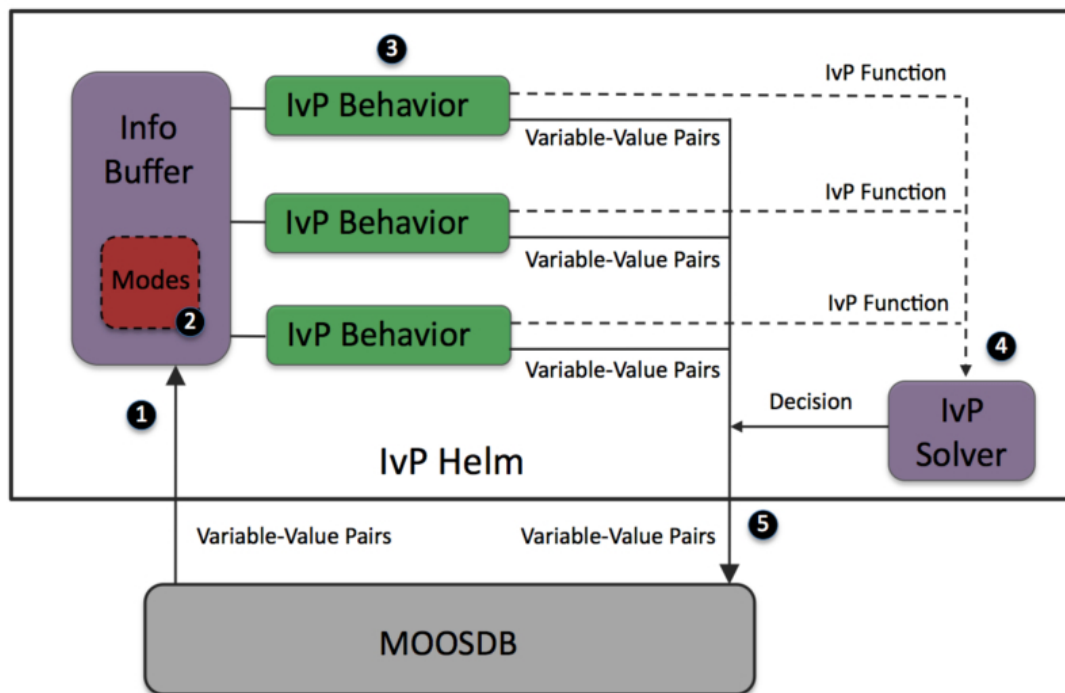 3
IvP Behavior
IvP Function
Variable-Value Pairs
Info
Buffer
IvP Behavior
IvP Function
Variable-Value Pairs
Modes
2
IvP Behavior
IvP Function
Variable-Value Pairs
4
1
Decision
IvP
Solver
IvP Helm
5
Variable-Value Pairs
Variable-Value Pairs
MOOSDB